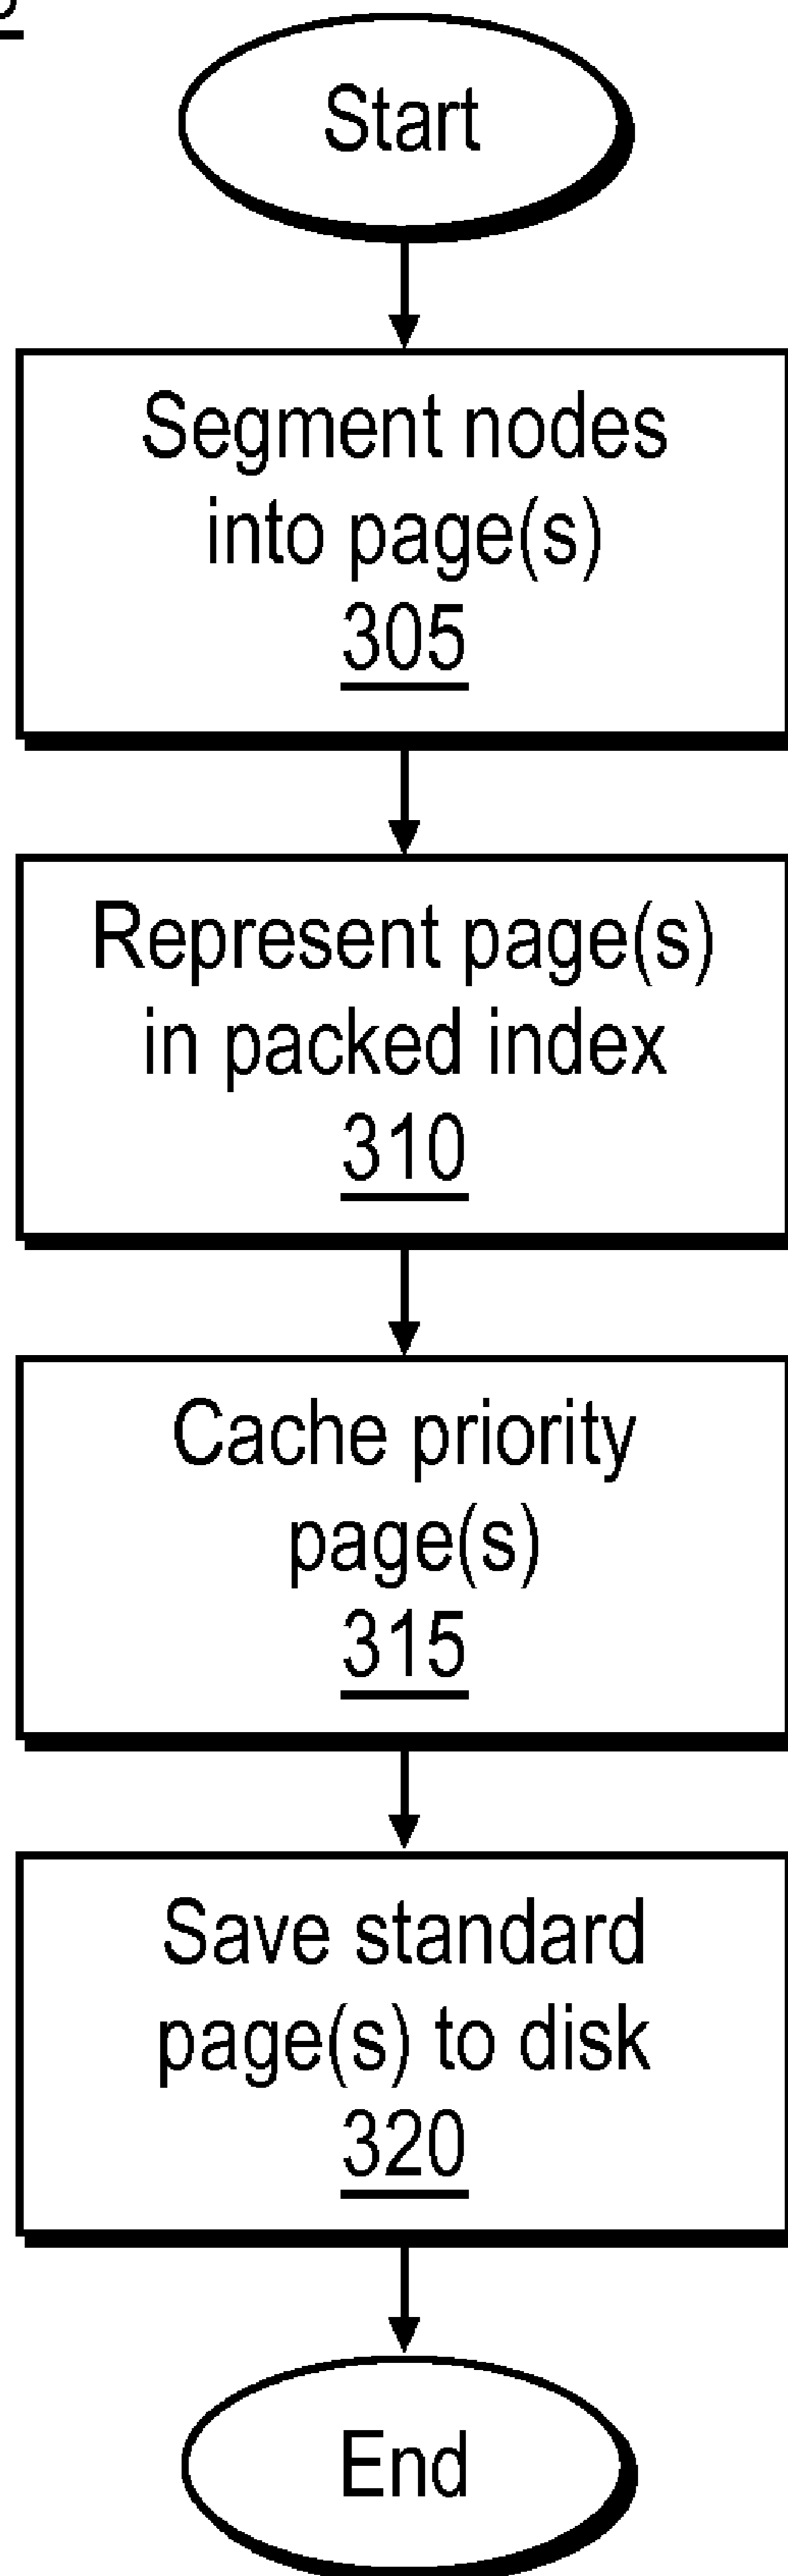 Start
Segment nodes
into page(s)
305
Represent page(s)
in packed index
310
Cache priority
page(s)
315
Save standard
page(s) to disk
320
End